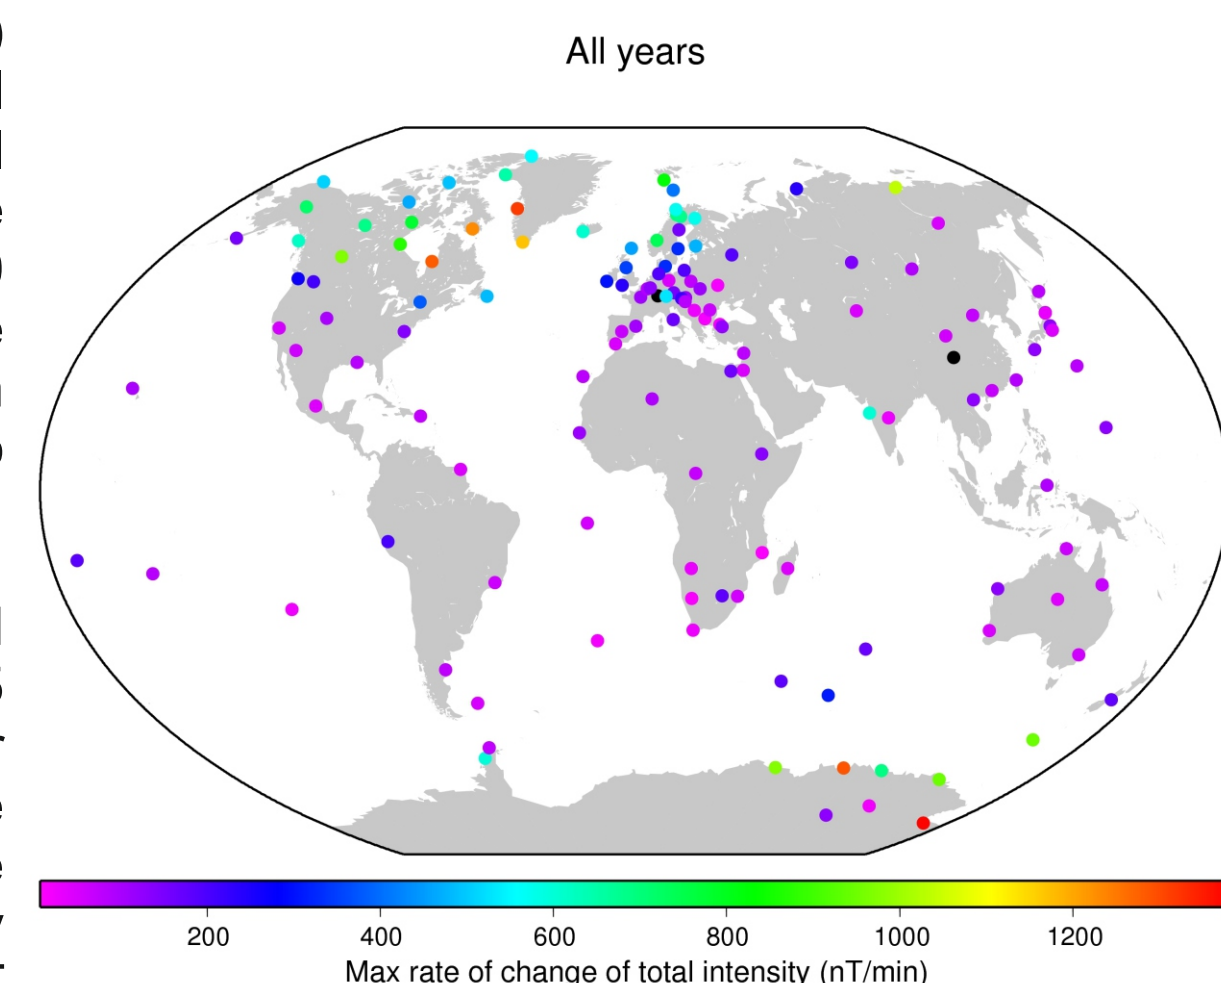 All years
200 400 600 800 1000 1200
Max rate of change of total intensity (nT/min)